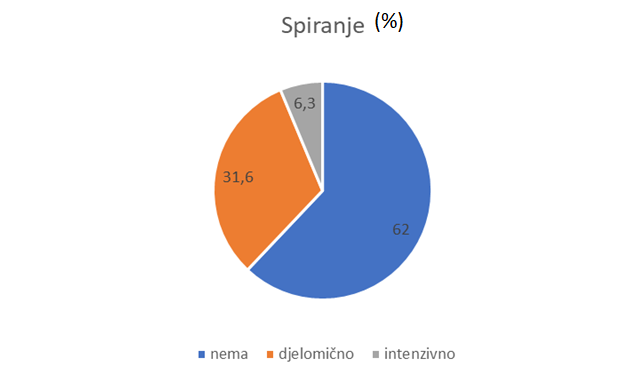 Spiranje (%)
6,3
31,6
62
nema djelomično intenzivno